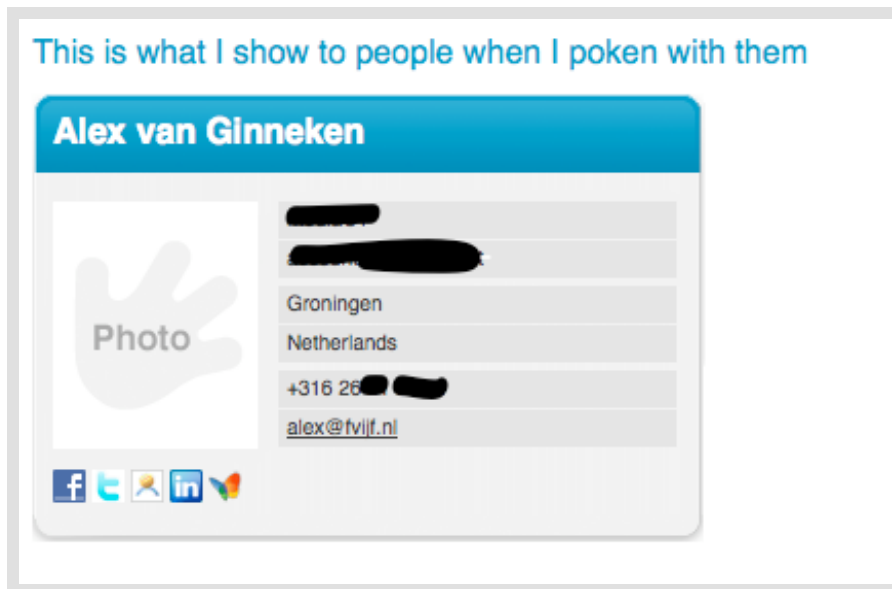 This is what I show to people when I poken with them
Alex van Ginneken
Photo
Groningen
Netherlands
+316 26
alex@fvijf.nl